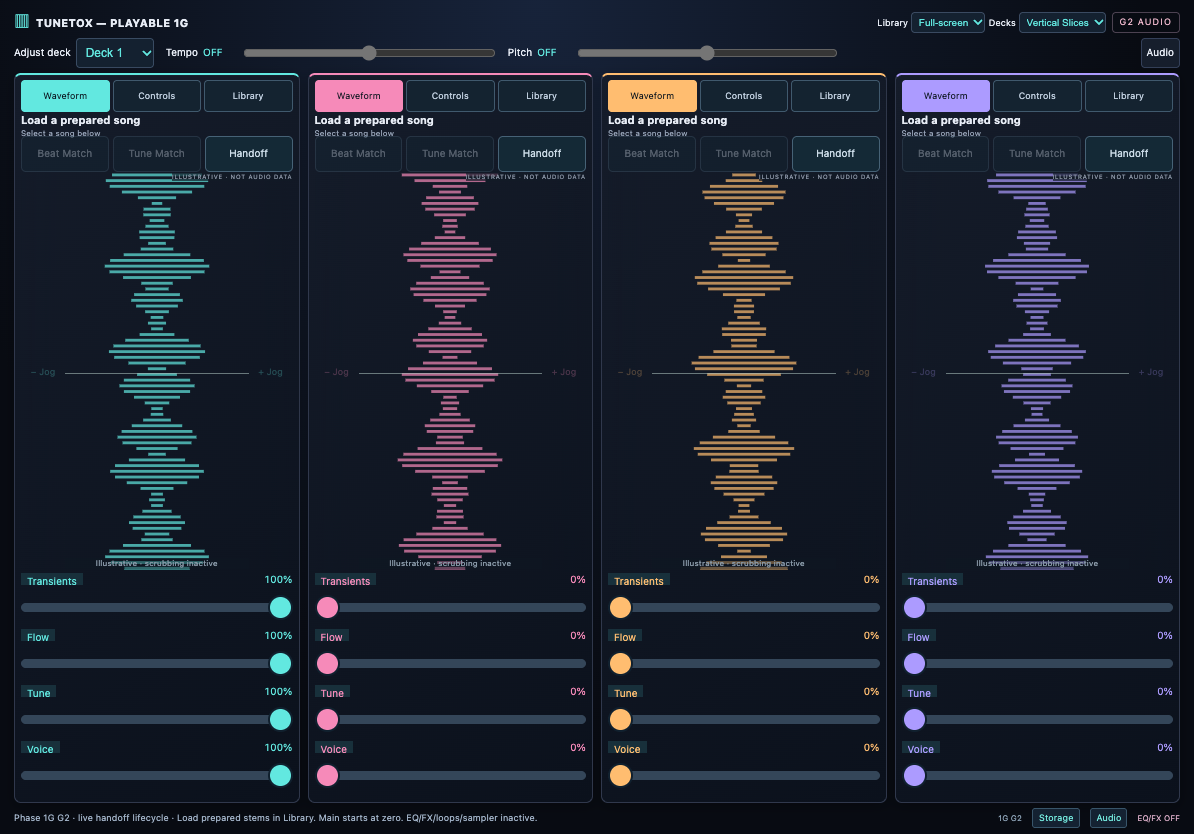 TUNETOX — PLAYABLE 1G Library Full-screen Decks Vertical Slices G2 AUDIO
Adjust deck Deck 1 Tempo OFF Pitch OFF Audio
Waveform Controls Library Waveform Controls Library Waveform Controls Library Waveform Controls Library
Load a prepared song Load a prepared song Load a prepared song Load a prepared song
Select a song below Select a song below Select a song below Select a song below
Beat Match Tune Match Handoff Beat Match Tune Match Handoff Beat Match Tune Match Handoff Beat Match Tune Match Handoff
ILLUSTRATIVE · NOT AUDIO DATA ILLUSTRATIVE · NOT AUDIO DATA ILLUSTRATIVE · NOT AUDIO DATA ILLUSTRATIVE · NOT AUDIO DATA
− Jog + Jog − Jog + Jog − Jog + Jog − Jog + Jog
Illustrative · scrubbing inactive Illustrative · scrubbing inactive Illustrative · scrubbing inactive Illustrative · scrubbing inactive
Transients 100% Transients 0% Transients 0% Transients 0%
Flow 100% Flow 0% Flow 0% Flow 0%
Tune 100% Tune 0% Tune 0% Tune 0%
Voice 100% Voice 0% Voice 0% Voice 0%
Phase 1G G2 · live handoff lifecycle · Load prepared stems in Library. Main starts at zero. EQ/FX/loops/sampler inactive. 1G G2 Storage Audio EQ/FX OFF